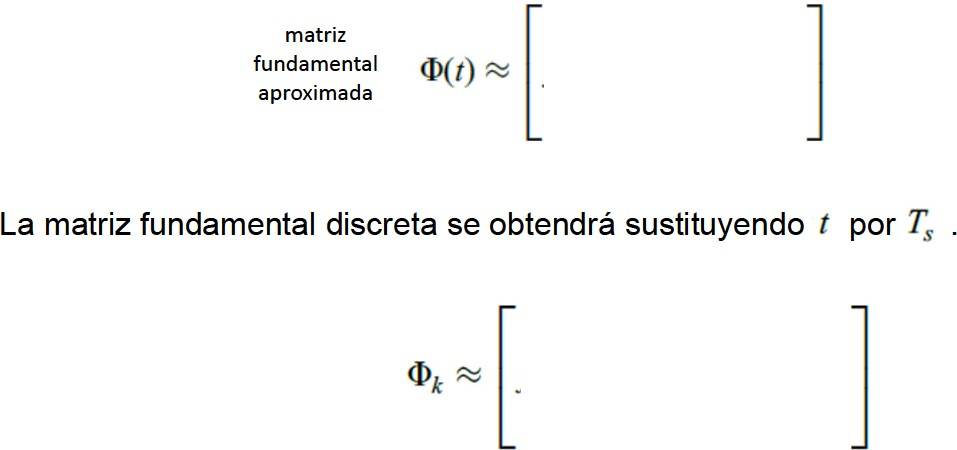 matriz
fundamental
aproximada
Φ(t) ≈ [ ]
La matriz fundamental discreta se obtendrá sustituyendo t por Tₛ .
Φₖ ≈ [ ]